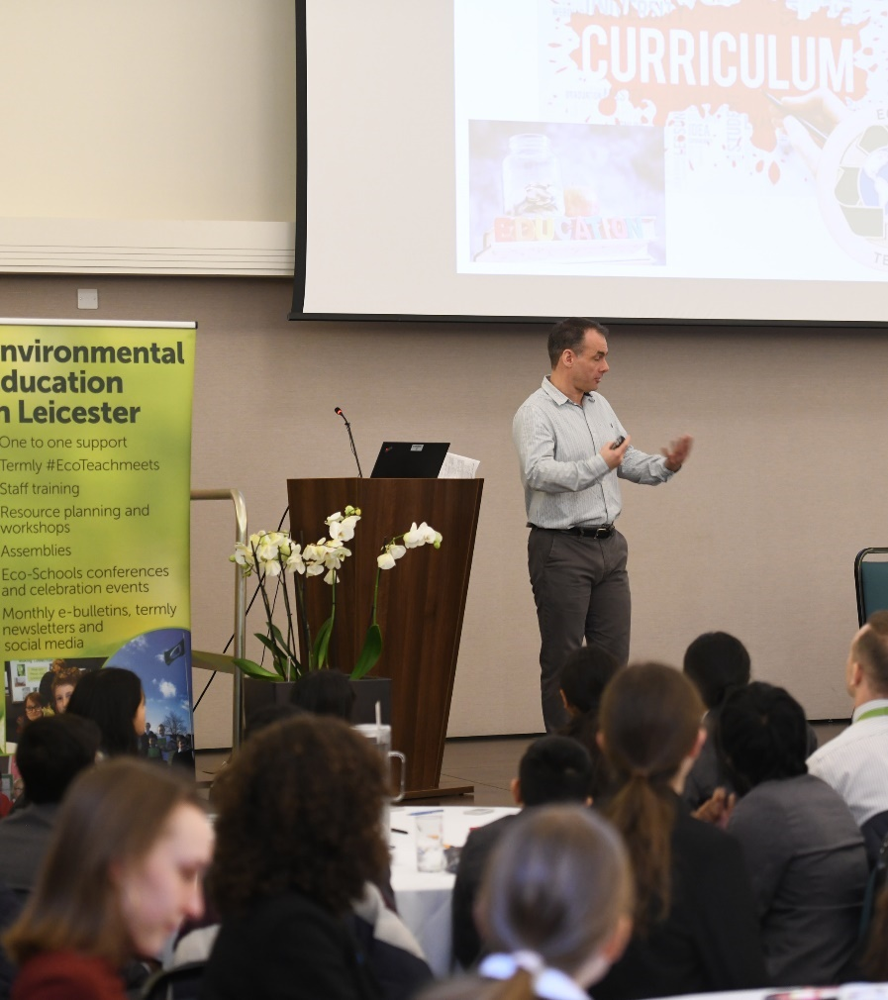 CURRICULUM
EDUCATION
nvironmental
ducation
n Leicester
One to one support
Termly #EcoTeachmeets
Staff training
Resource planning and
workshops
Assemblies
Eco-Schools conferences
and celebration events
Monthly e-bulletins, termly
newsletters and
social media